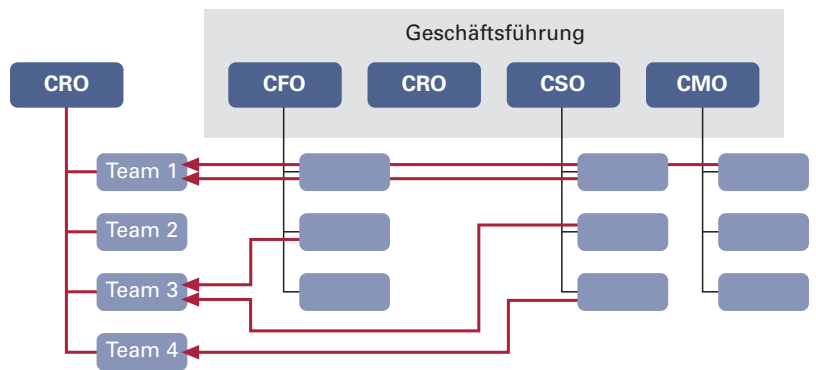 Geschäftsführung
CRO
CFO
CRO
CSO
CMO
Team 1
Team 2
Team 3
Team 4